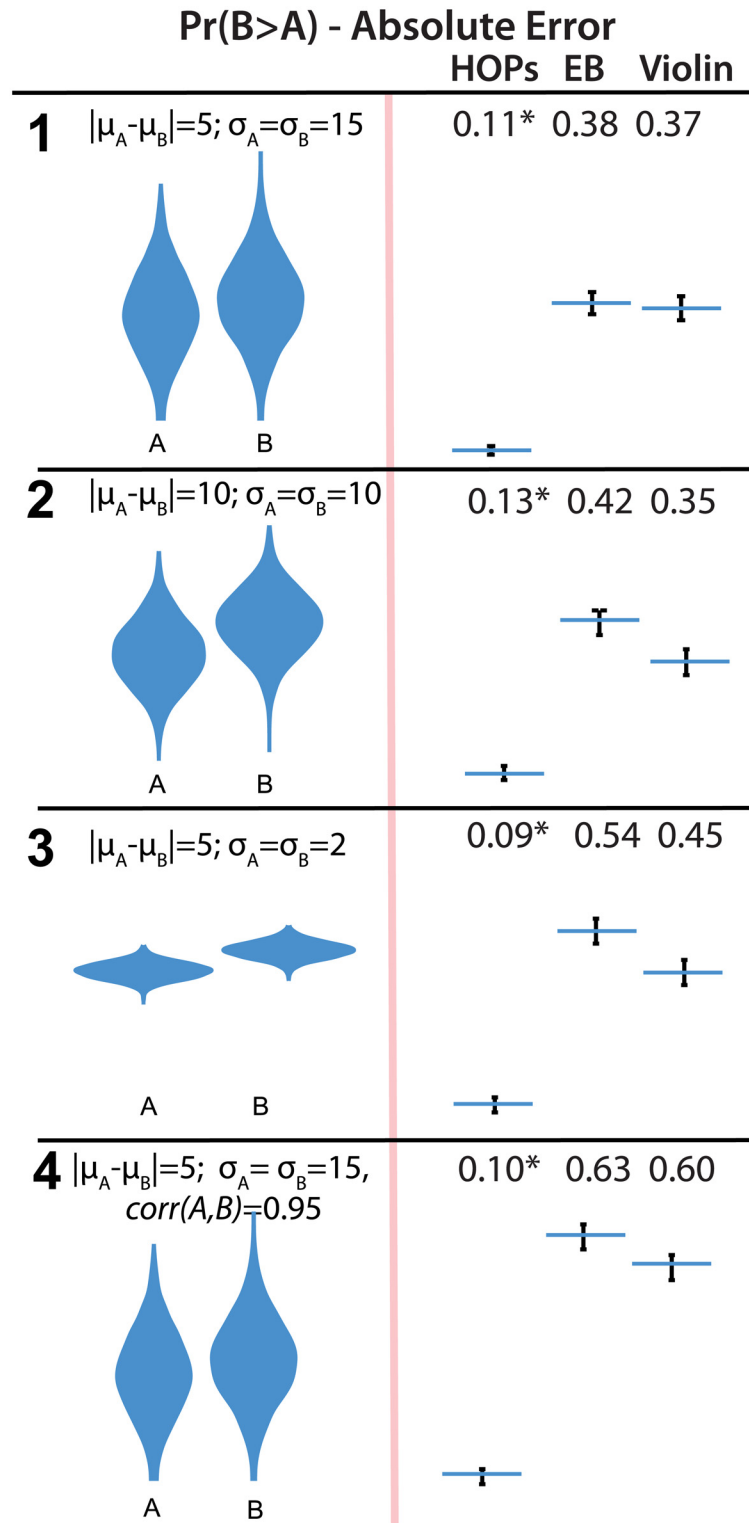 Pr(B>A) - Absolute Error
HOPs EB Violin
1 |μA-μB|=5; σA=σB=15 0.11* 0.38 0.37
A B
2 |μA-μB|=10; σA=σB=10 0.13* 0.42 0.35
A B
3 |μA-μB|=5; σA=σB=2 0.09* 0.54 0.45
A B
4 |μA-μB|=5; σA= σB=15, 0.10* 0.63 0.60
corr(A,B)=0.95
A B